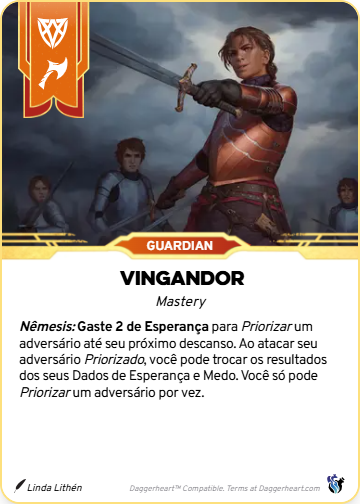 GUARDIAN
VINGANDOR
Mastery
Nêmesis: Gaste 2 de Esperança para Priorizar um
adversário até seu próximo descanso. Ao atacar seu
adversário Priorizado, você pode trocar os resultados
dos seus Dados de Esperança e Medo. Você só pode
Priorizar um adversário por vez.
Linda Lithén
Daggerheart™ Compatible. Terms at Daggerheart.com